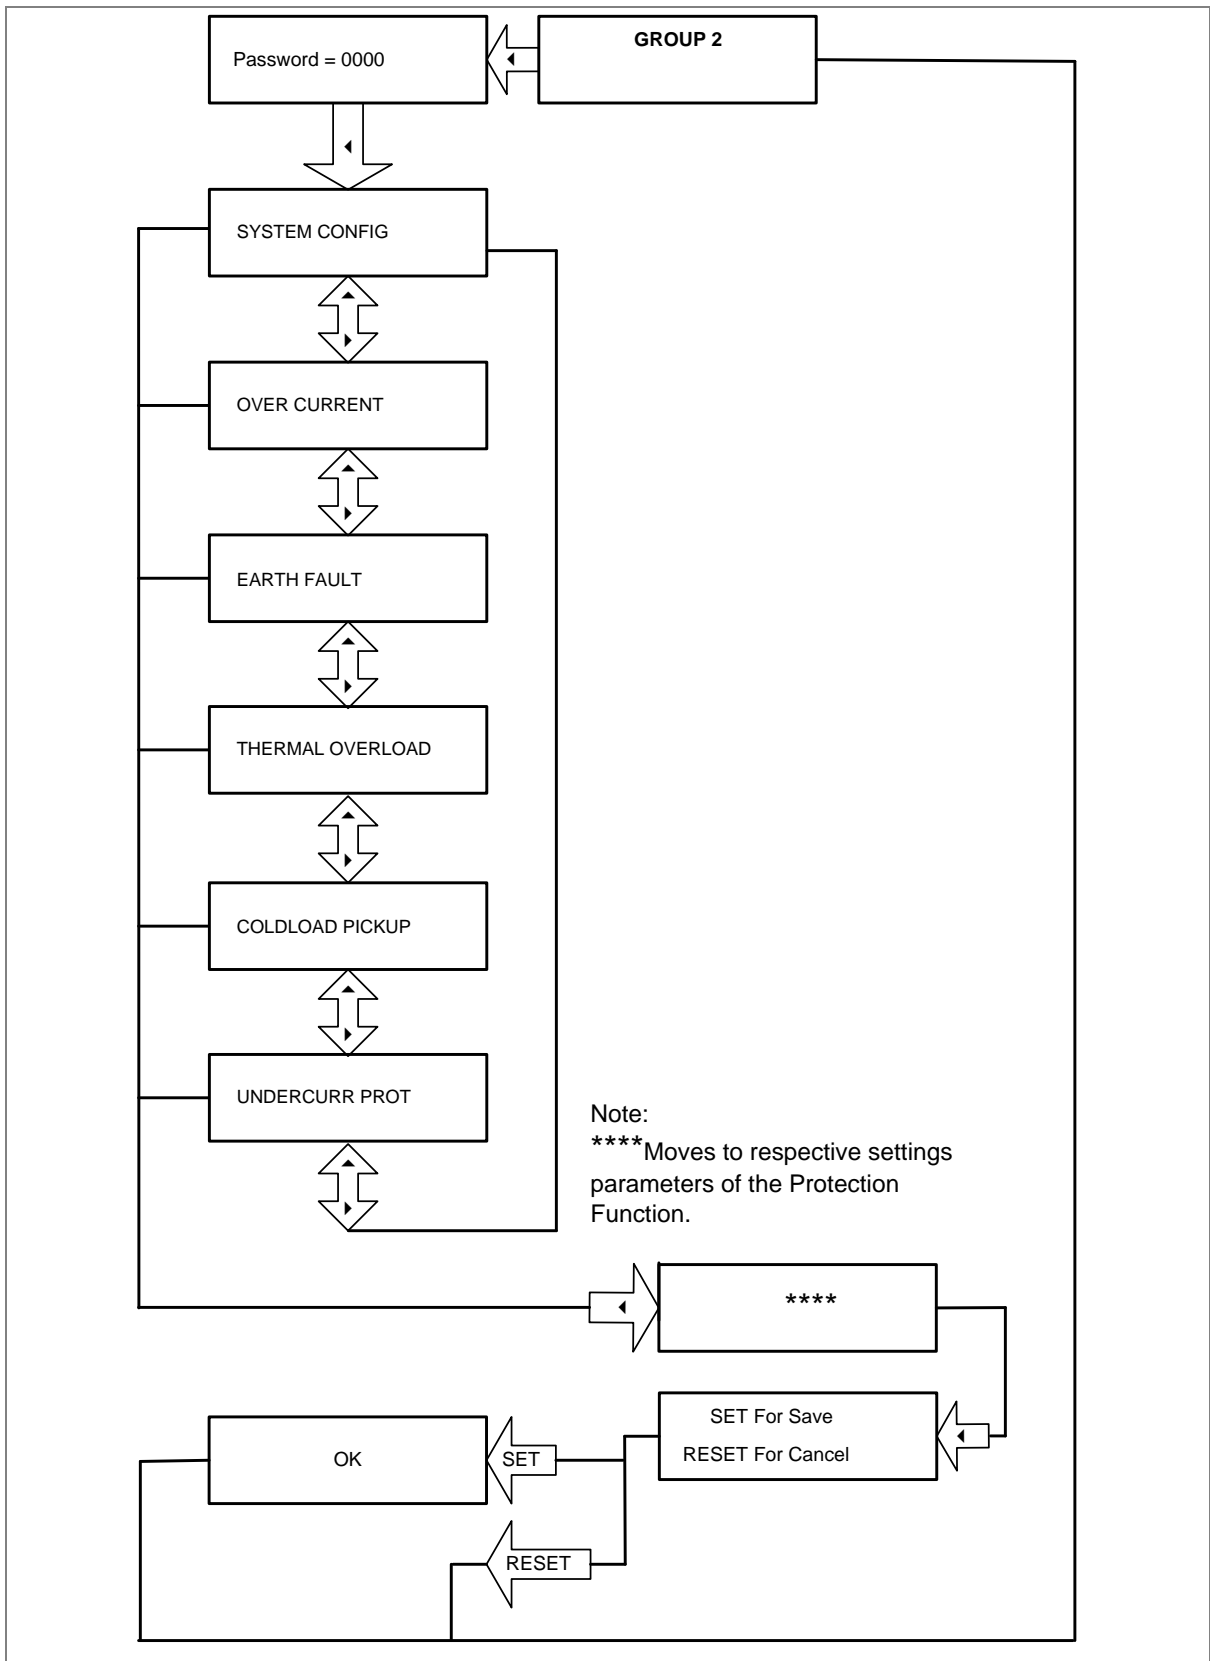 GROUP 2
Password = 0000
SYSTEM CONFIG
OVER CURRENT
EARTH FAULT
THERMAL OVERLOAD
COLDLOAD PICKUP
UNDERCURR PROT
Note:
****Moves to respective settings
parameters of the Protection
Function.
****
SET For Save
RESET For Cancel
SET
OK
RESET